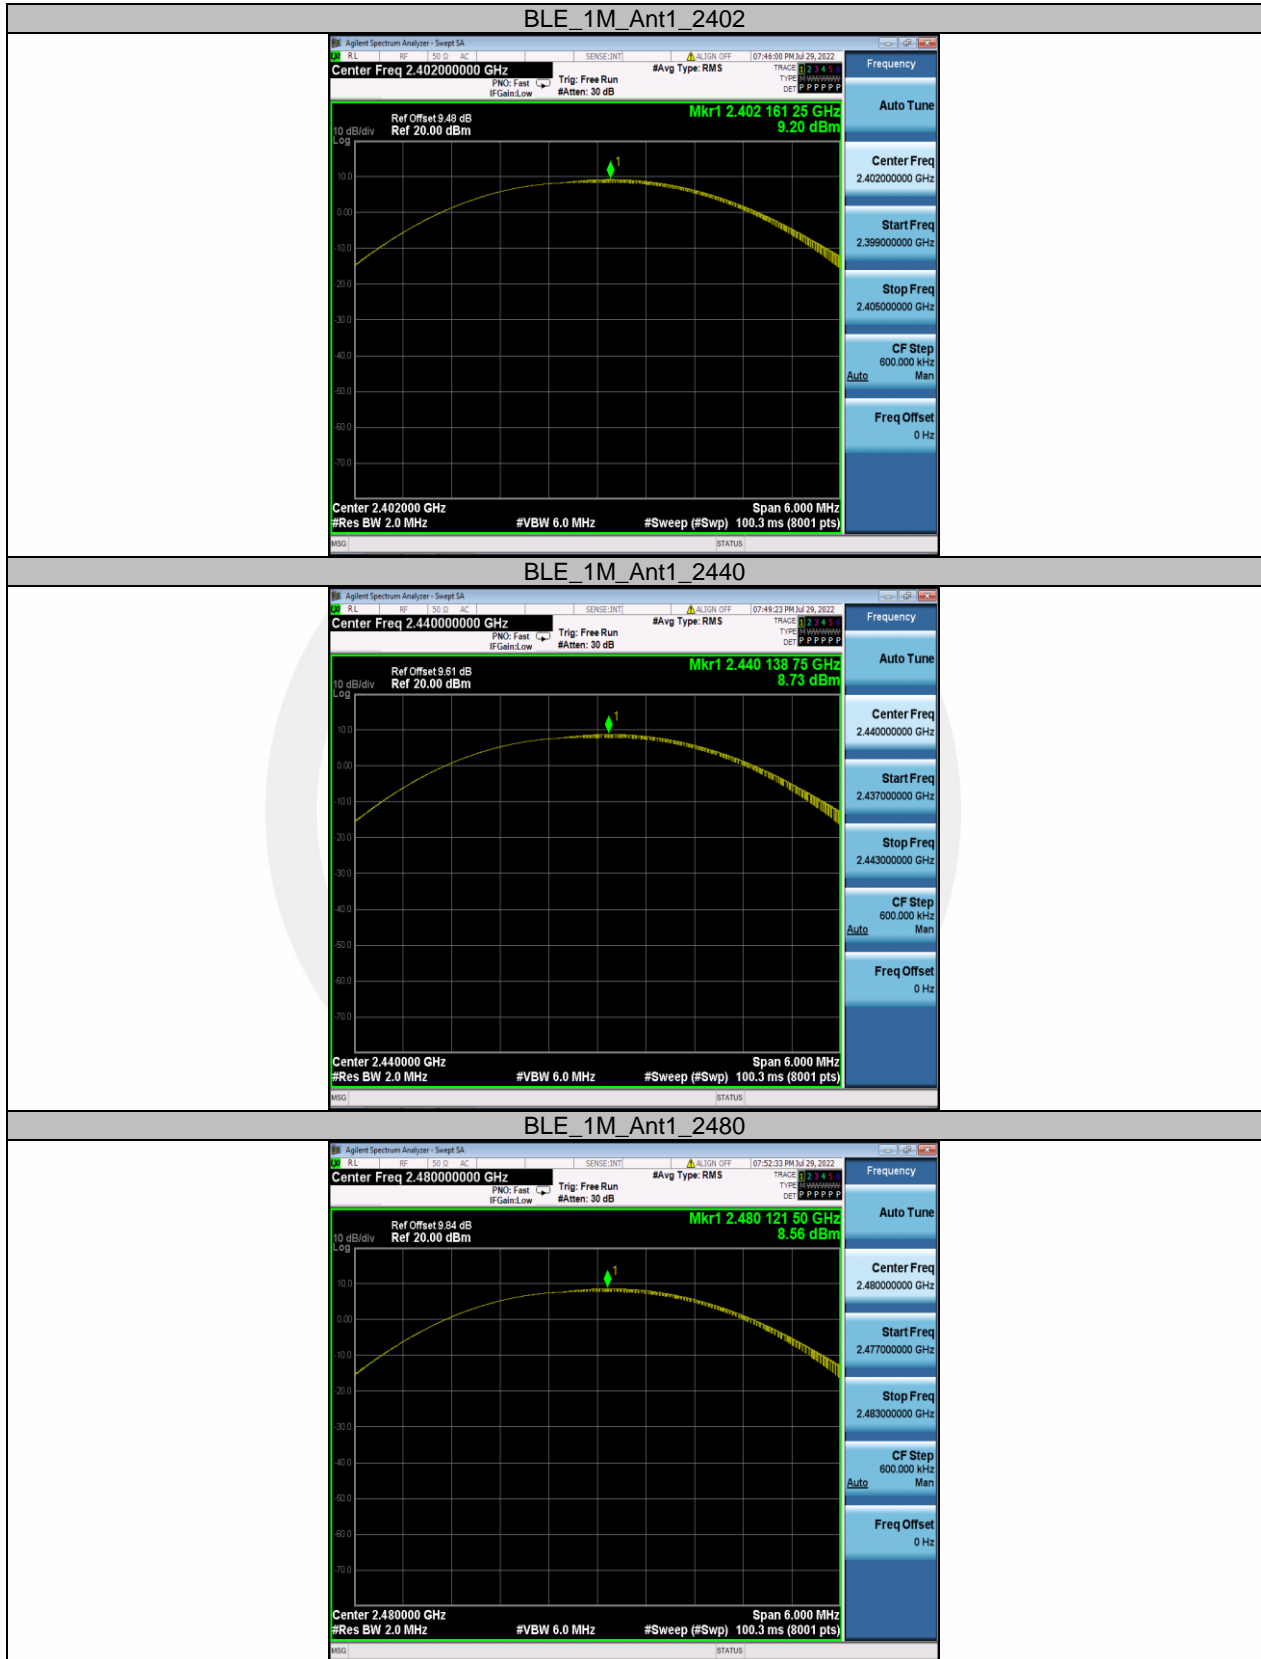 BLE_1M_Ant1_2402
Agilent Spectrum Analyzer - Swept SA
RL RF 50 Ω AC SENSE:INT ALIGN OFF 07:46:00 PM Jul 29, 2022
Center Freq 2.402000000 GHz #Avg Type: RMS TRACE 1 2 3 4 5 6
PNO: Fast Trig: Free Run TYPE M WWWWW
IFGain:Low #Atten: 30 dB DET P P P P P P
Frequency
Auto Tune
Mkr1 2.402 161 25 GHz
9.20 dBm
Ref Offset 9.48 dB
10 dB/div Ref 20.00 dBm
Log
1
10.0
0.00
-10.0
-20.0
-30.0
-40.0
-50.0
-60.0
-70.0
Center Freq
2.402000000 GHz
Start Freq
2.399000000 GHz
Stop Freq
2.405000000 GHz
CF Step
600.000 kHz
Auto Man
Freq Offset
0 Hz
Center 2.402000 GHz Span 6.000 MHz
#Res BW 2.0 MHz #VBW 6.0 MHz #Sweep (#Swp) 100.3 ms (8001 pts)
MSG STATUS
BLE_1M_Ant1_2440
Agilent Spectrum Analyzer - Swept SA
RL RF 50 Ω AC SENSE:INT ALIGN OFF 07:49:23 PM Jul 29, 2022
Center Freq 2.440000000 GHz #Avg Type: RMS TRACE 1 2 3 4 5 6
PNO: Fast Trig: Free Run TYPE M WWWWW
IFGain:Low #Atten: 30 dB DET P P P P P P
Frequency
Auto Tune
Mkr1 2.440 138 75 GHz
8.73 dBm
Ref Offset 9.61 dB
10 dB/div Ref 20.00 dBm
Log
1
10.0
0.00
-10.0
-20.0
-30.0
-40.0
-50.0
-60.0
-70.0
Center Freq
2.440000000 GHz
Start Freq
2.437000000 GHz
Stop Freq
2.443000000 GHz
CF Step
600.000 kHz
Auto Man
Freq Offset
0 Hz
Center 2.440000 GHz Span 6.000 MHz
#Res BW 2.0 MHz #VBW 6.0 MHz #Sweep (#Swp) 100.3 ms (8001 pts)
MSG STATUS
BLE_1M_Ant1_2480
Agilent Spectrum Analyzer - Swept SA
RL RF 50 Ω AC SENSE:INT ALIGN OFF 07:52:33 PM Jul 29, 2022
Center Freq 2.480000000 GHz #Avg Type: RMS TRACE 1 2 3 4 5 6
PNO: Fast Trig: Free Run TYPE M WWWWW
IFGain:Low #Atten: 30 dB DET P P P P P P
Frequency
Auto Tune
Mkr1 2.480 121 50 GHz
8.56 dBm
Ref Offset 9.84 dB
10 dB/div Ref 20.00 dBm
Log
1
10.0
0.00
-10.0
-20.0
-30.0
-40.0
-50.0
-60.0
-70.0
Center Freq
2.480000000 GHz
Start Freq
2.477000000 GHz
Stop Freq
2.483000000 GHz
CF Step
600.000 kHz
Auto Man
Freq Offset
0 Hz
Center 2.480000 GHz Span 6.000 MHz
#Res BW 2.0 MHz #VBW 6.0 MHz #Sweep (#Swp) 100.3 ms (8001 pts)
MSG STATUS